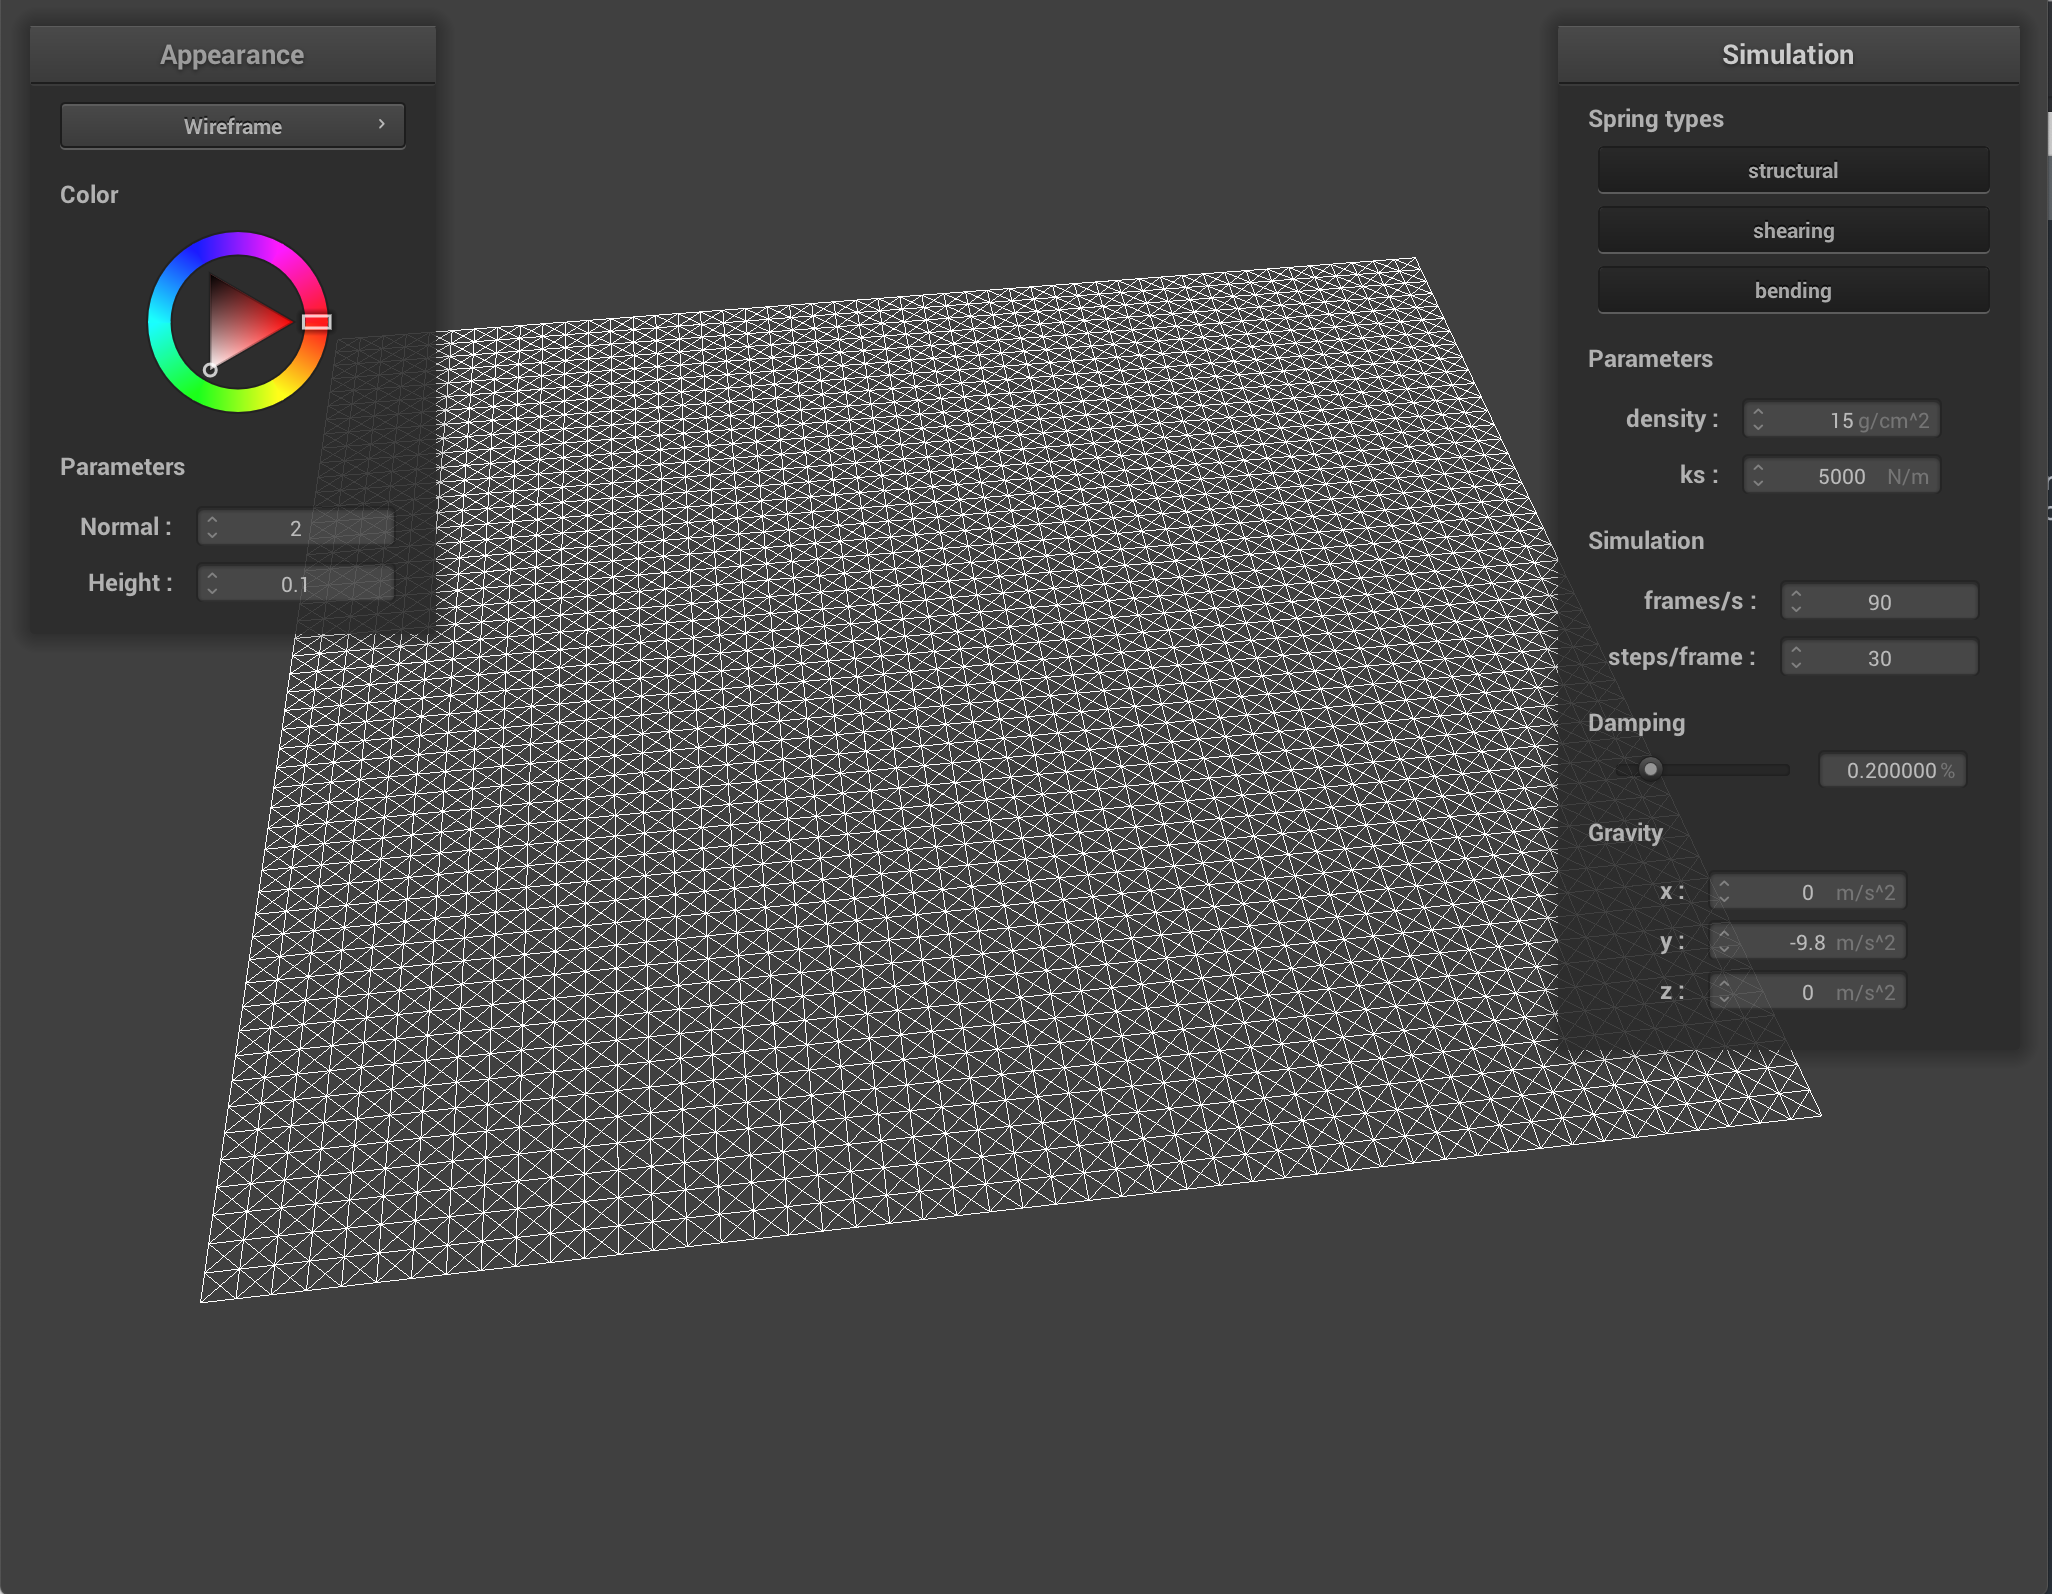 Appearance
Wireframe
Color
Parameters
Normal : 2
Height : 0.1
Simulation
Spring types
structural
shearing
bending
Parameters
density : 15 g/cm^2
ks : 5000 N/m
Simulation
frames/s : 90
steps/frame : 30
Damping
0.200000 %
Gravity
x : 0 m/s^2
y : -9.8 m/s^2
z : 0 m/s^2